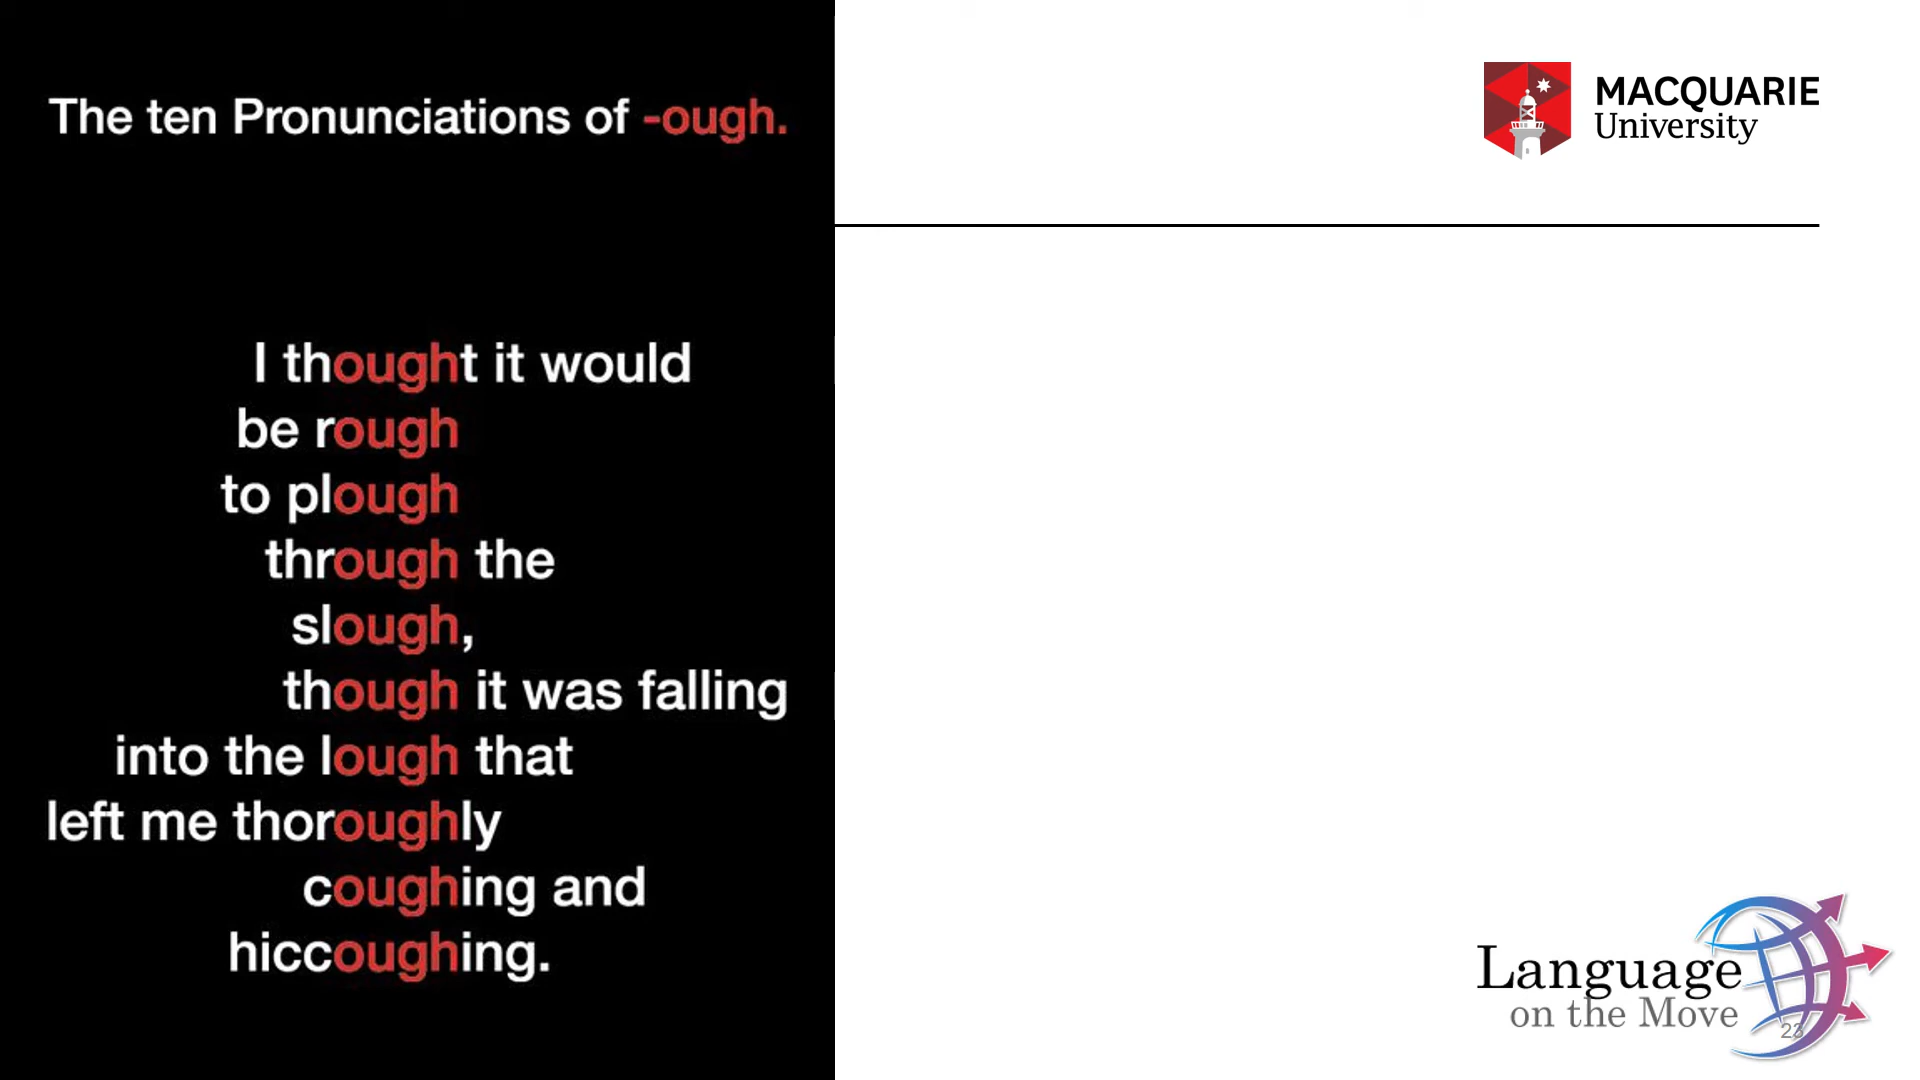 The ten Pronunciations of -ough.
I thought it would
be rough
to plough
through the
slough,
though it was falling
into the lough that
left me thoroughly
coughing and
hiccoughing.
MACQUARIE
University
Language
on the Move
23